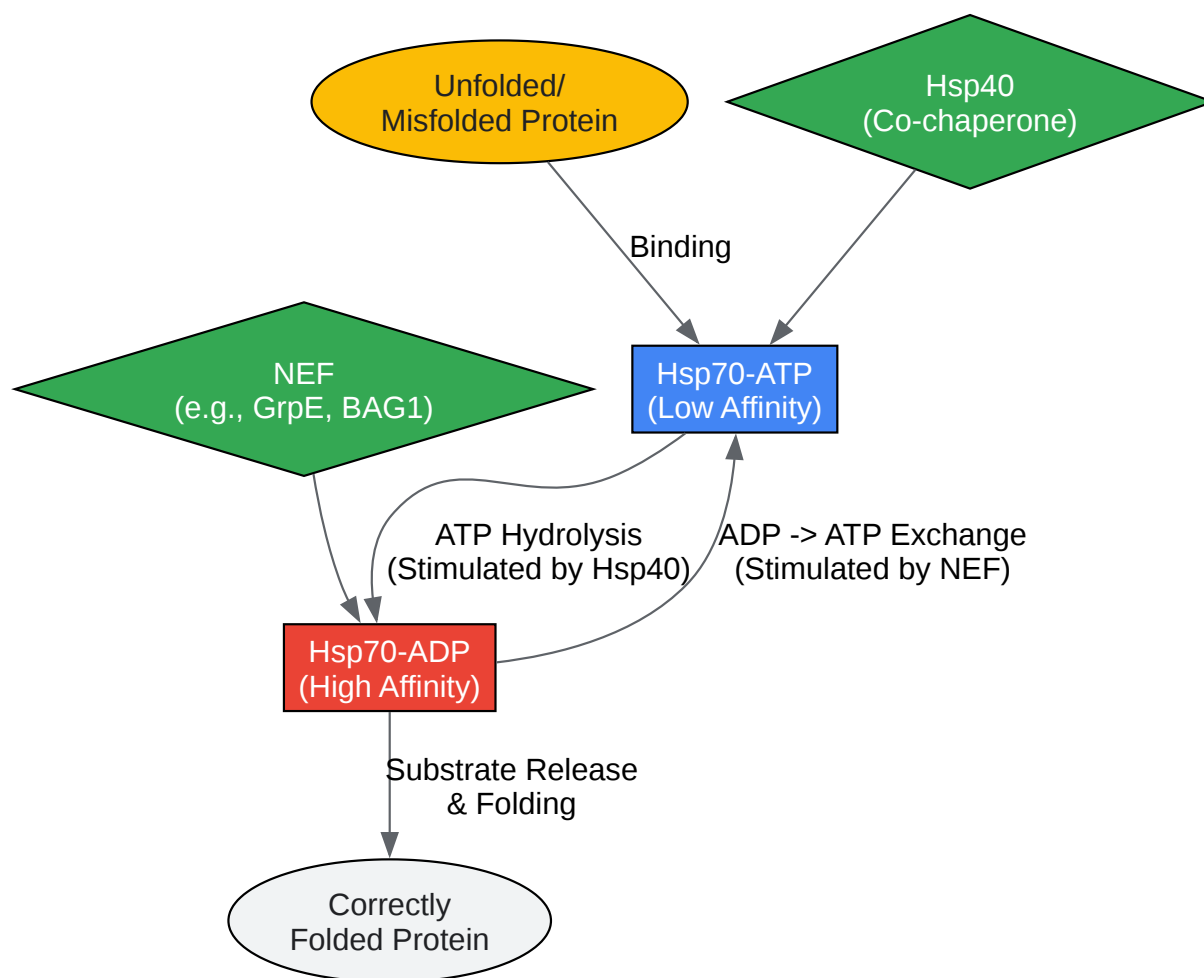 Unfolded/
Misfolded Protein
Hsp40
(Co-chaperone)
Binding
NEF
(e.g., GrpE, BAG1)
Hsp70-ATP
(Low Affinity)
ATP Hydrolysis
(Stimulated by Hsp40)
ADP -> ATP Exchange
(Stimulated by NEF)
Hsp70-ADP
(High Affinity)
Substrate Release
& Folding
Correctly
Folded Protein